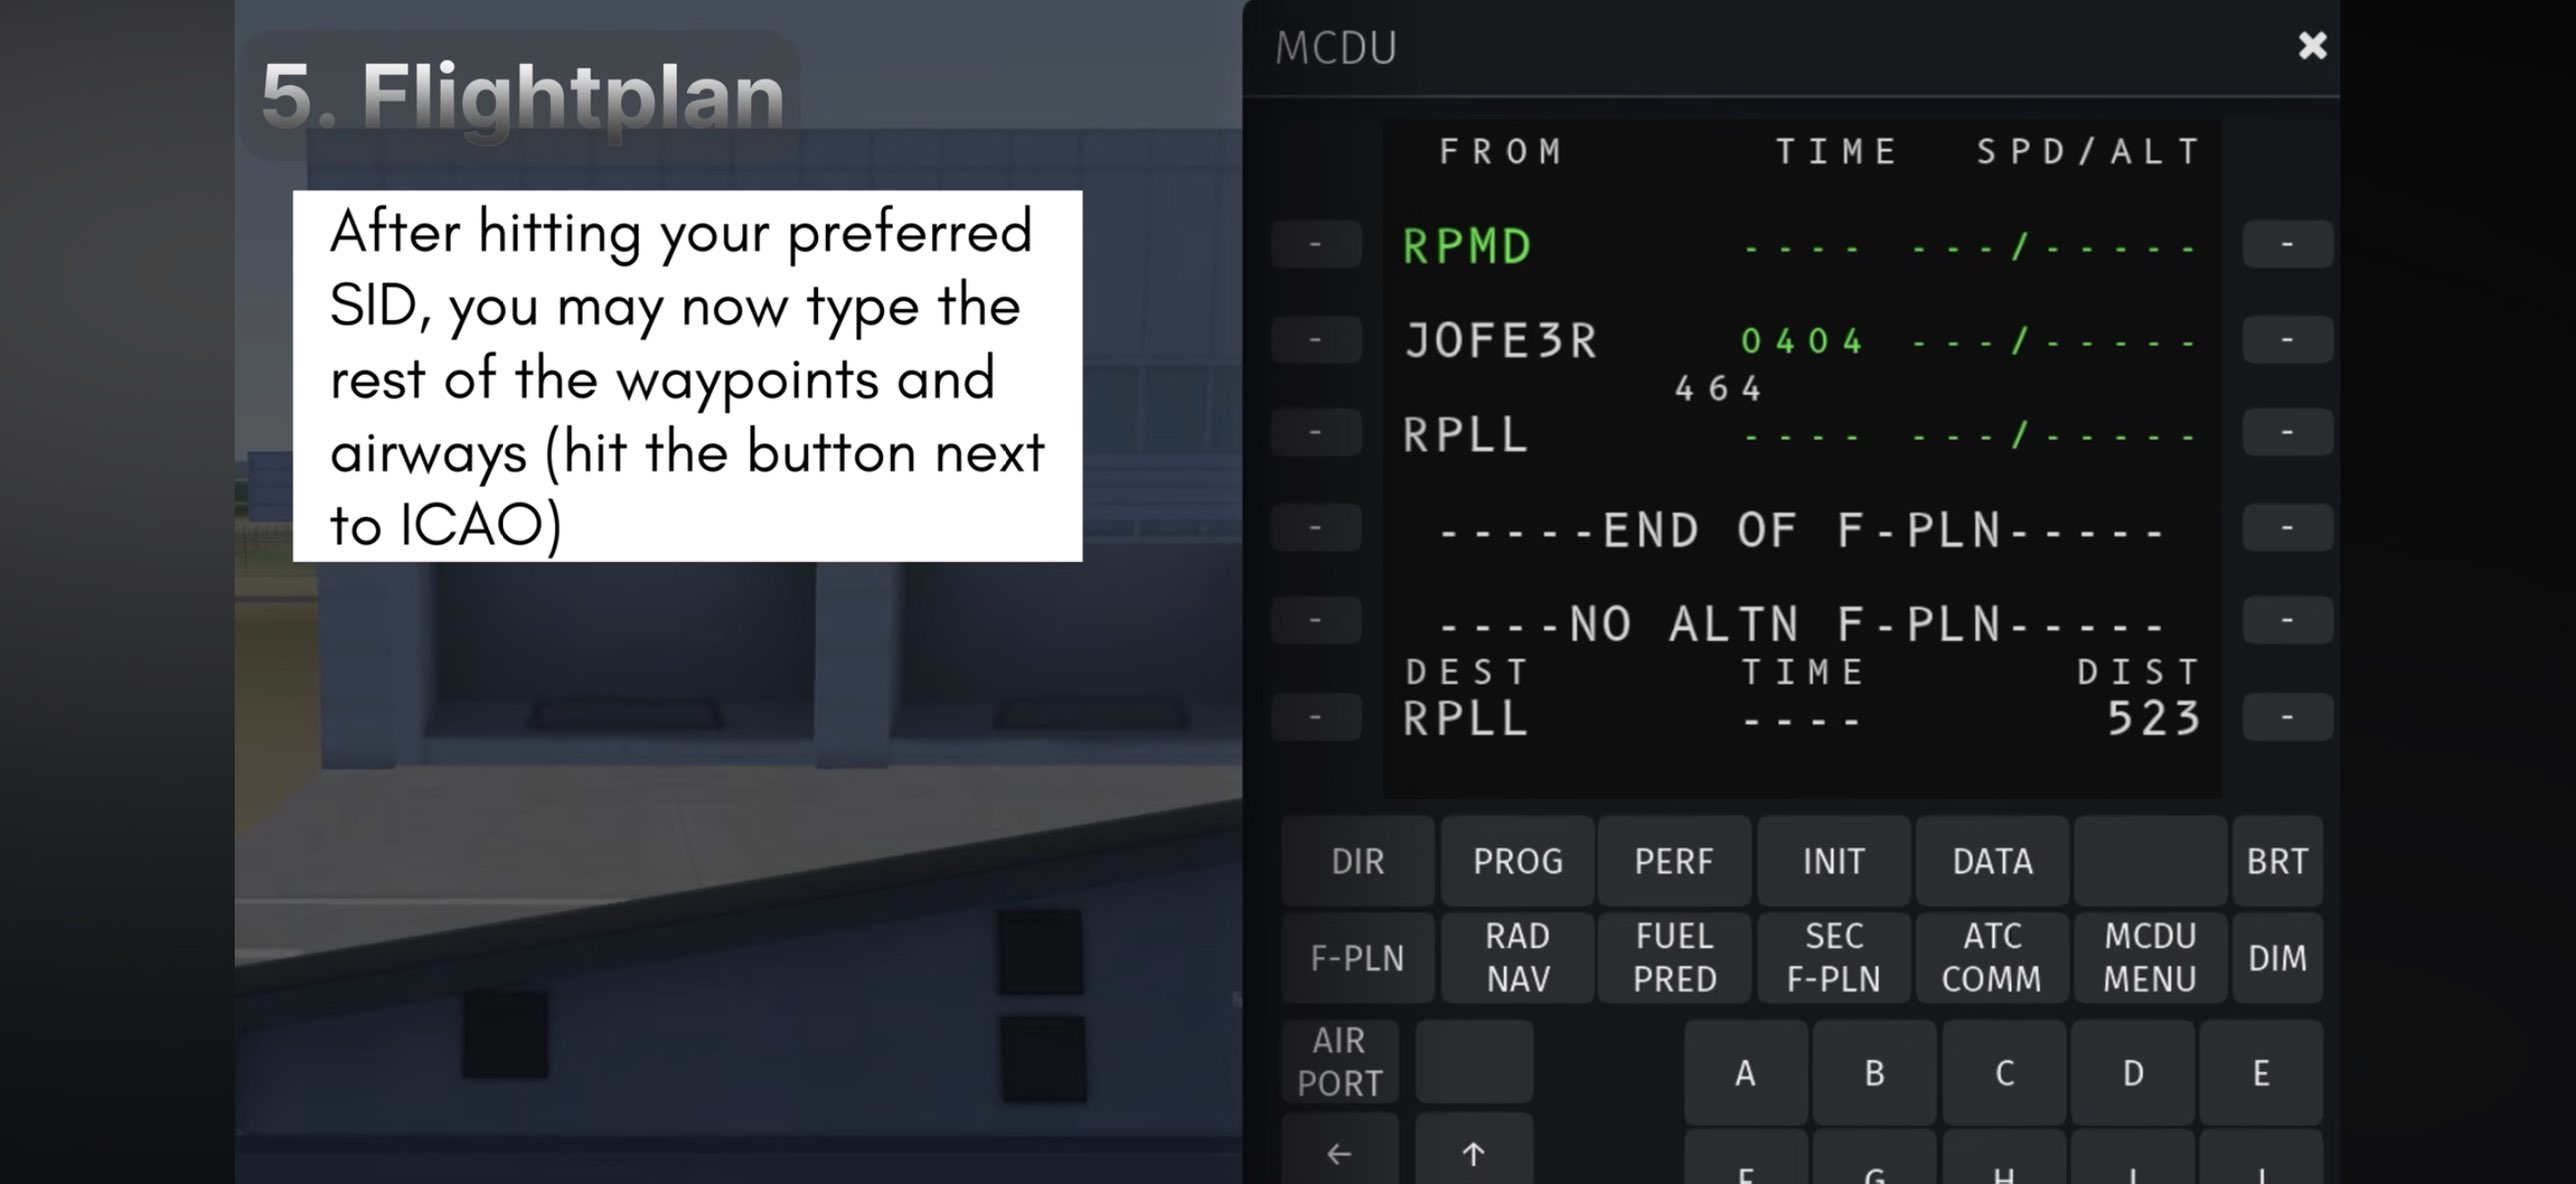 5. Flightplan
After hitting your preferred
SID, you may now type the
rest of the waypoints and
airways (hit the button next
to ICAO)
MCDU ✖
FROM TIME SPD/ALT
- RPMD ---- ---/----- -
- JOFE3R 0404 ---/----- -
464
- RPLL ---- ---/----- -
- -----END OF F-PLN----- -
- ----NO ALTN F-PLN----- -
DEST TIME DIST
- RPLL ---- 523 -
DIR PROG PERF INIT DATA BRT
F-PLN RAD NAV FUEL PRED SEC F-PLN ATC COMM MCDU MENU DIM
AIR PORT A B C D E
← ↑